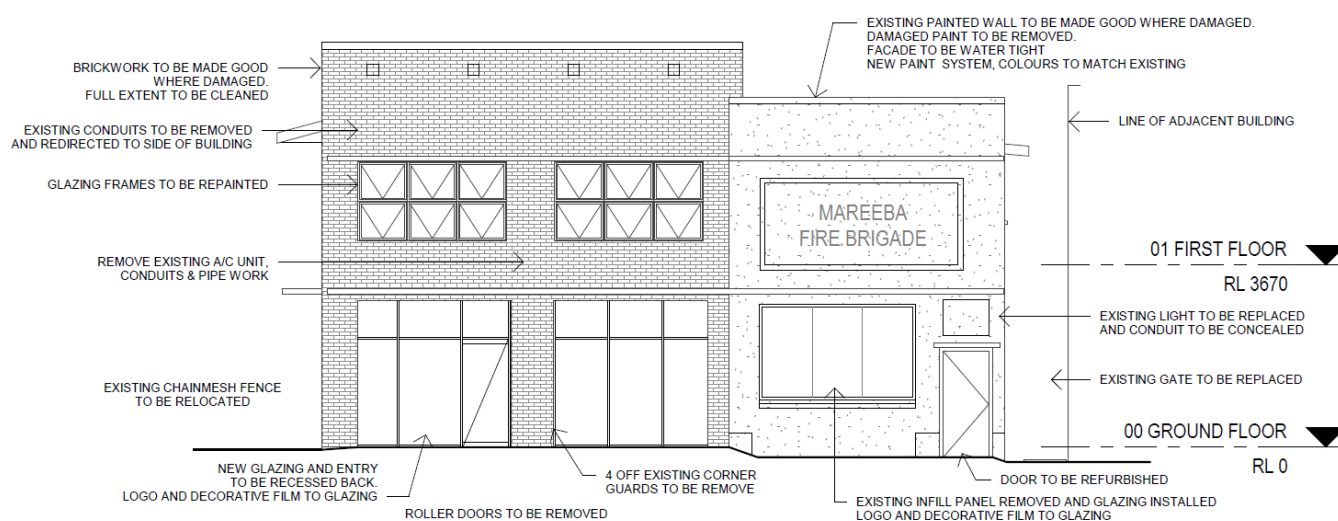 EXISTING PAINTED WALL TO BE MADE GOOD WHERE DAMAGED.
DAMAGED PAINT TO BE REMOVED.
FACADE TO BE WATER TIGHT
NEW PAINT SYSTEM, COLOURS TO MATCH EXISTING
BRICKWORK TO BE MADE GOOD
WHERE DAMAGED.
FULL EXTENT TO BE CLEANED
EXISTING CONDUITS TO BE REMOVED
AND REDIRECTED TO SIDE OF BUILDING
LINE OF ADJACENT BUILDING
GLAZING FRAMES TO BE REPAINTED
MAREEBA
FIRE BRIGADE
REMOVE EXISTING A/C UNIT,
CONDUITS & PIPE WORK
01 FIRST FLOOR
RL 3670
EXISTING LIGHT TO BE REPLACED
AND CONDUIT TO BE CONCEALED
EXISTING CHAINMESH FENCE
TO BE RELOCATED
EXISTING GATE TO BE REPLACED
00 GROUND FLOOR
RL 0
NEW GLAZING AND ENTRY
TO BE RECESSED BACK.
LOGO AND DECORATIVE FILM TO GLAZING
4 OFF EXISTING CORNER
GUARDS TO BE REMOVE
DOOR TO BE REFURBISHED
ROLLER DOORS TO BE REMOVED
EXISTING INFILL PANEL REMOVED AND GLAZING INSTALLED
LOGO AND DECORATIVE FILM TO GLAZING